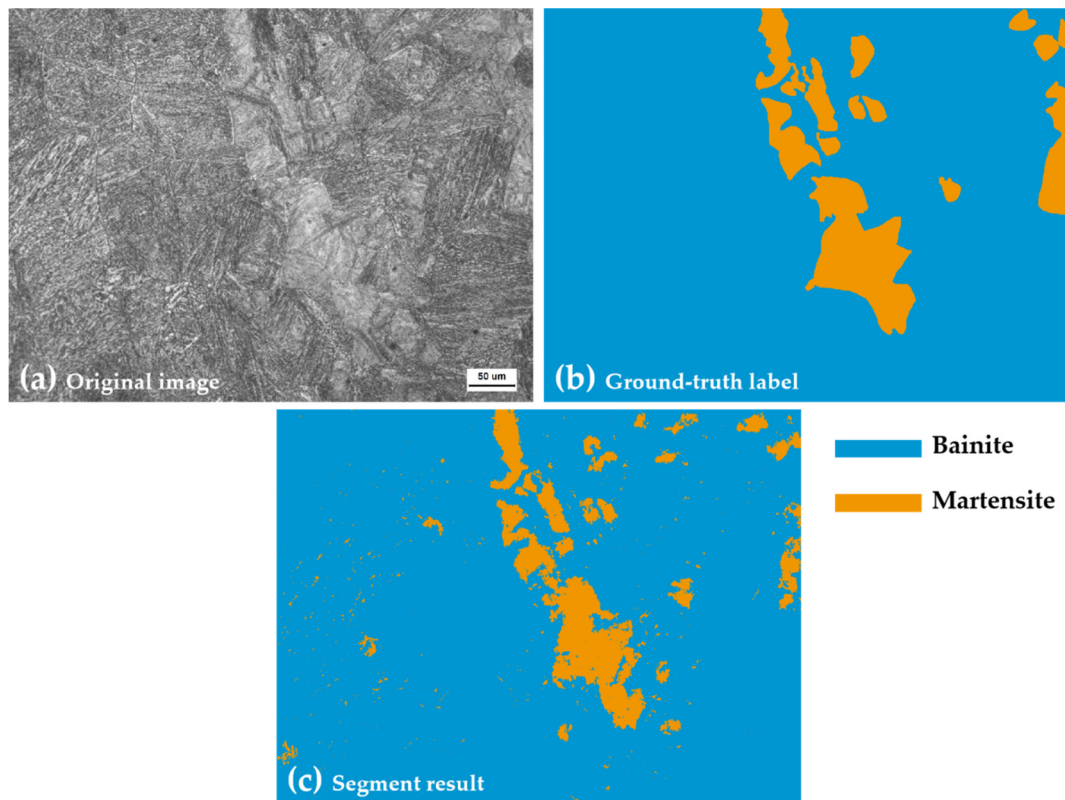 (a) Original image
50 um
(b) Ground-truth label
(c) Segment result
Bainite
Martensite